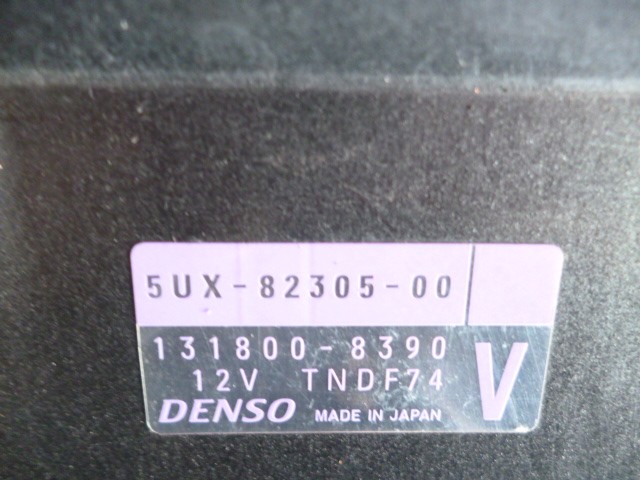 5UX-82305-00
131800-8390
12V TNDF74 V
DENSO MADE IN JAPAN